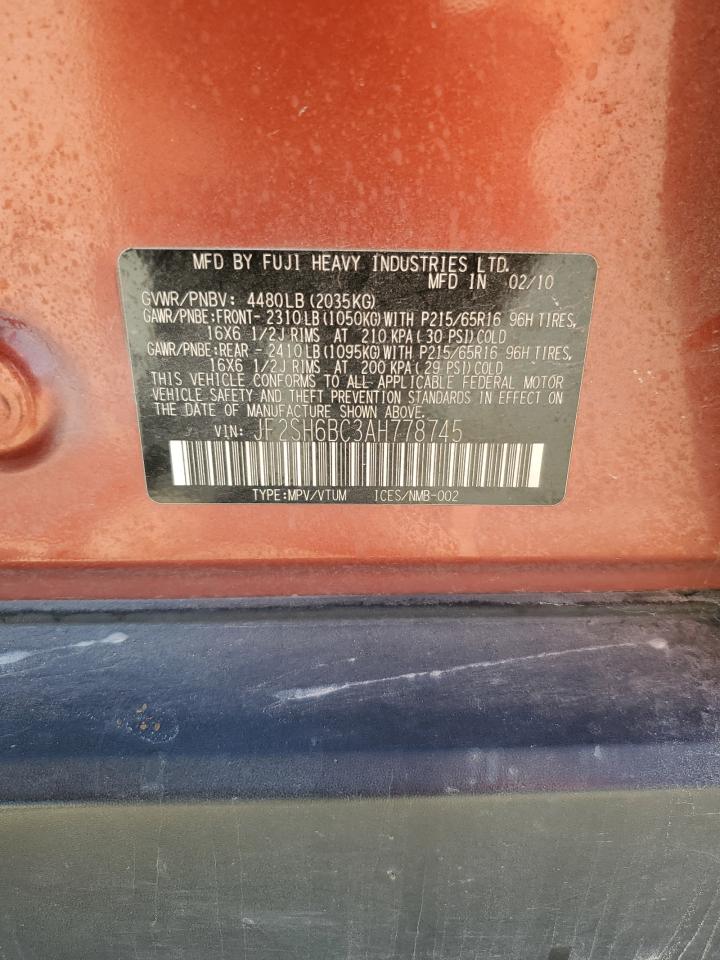 MFD BY FUJI HEAVY INDUSTRIES LTD.
MFD IN 02/10
GVWR/PNBV: 4480LB (2035KG)
GAWR/PNBE:FRONT- 2310LB(1050KG)WITH P215/65R16 96H TIRES,
16X6 1/2J RIMS AT 210 KPA( 30 PSI)COLD
GAWR/PNBE:REAR - 2410LB(1095KG)WITH P215/65R16 96H TIRES,
16X6 1/2J RIMS AT 200 KPA( 29 PSI)COLD
THIS VEHICLE CONFORMS TO ALL APPLICABLE FEDERAL MOTOR
VEHICLE SAFETY AND THEFT PREVENTION STANDARDS IN EFFECT
ON THE DATE OF MANUFACTURE SHOWN ABOVE.
VIN: JF2SH6BC3AH778745
TYPE:MPV/VTUM ICES/NMB-002